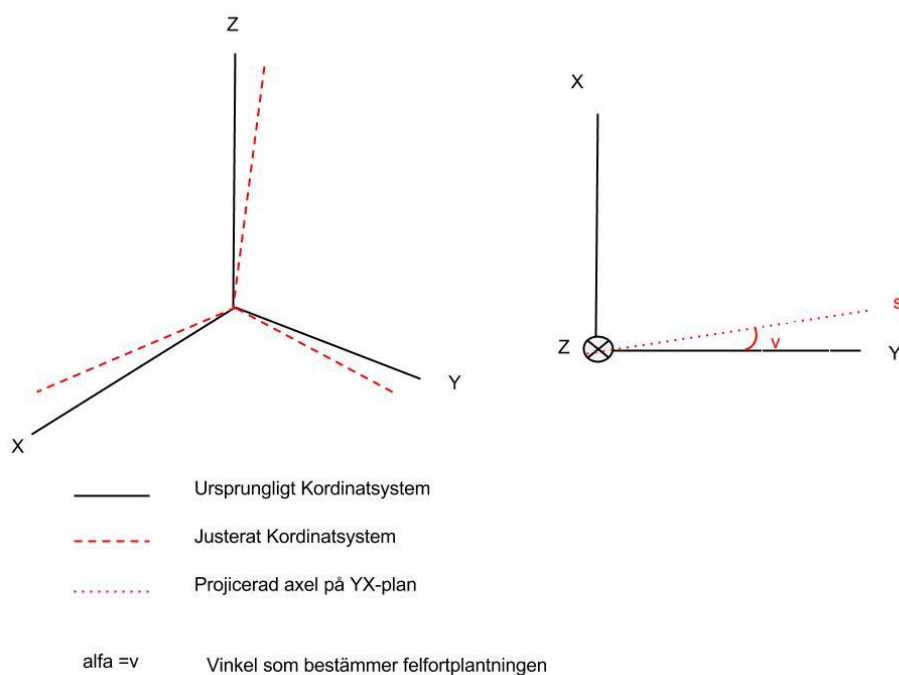 Z
X
Y
X
s
v
Z
Y
Ursprungligt Kordinatsystem
Justerat Kordinatsystem
Projicerad axel på YX-plan
alfa =v Vinkel som bestämmer felfortplantningen